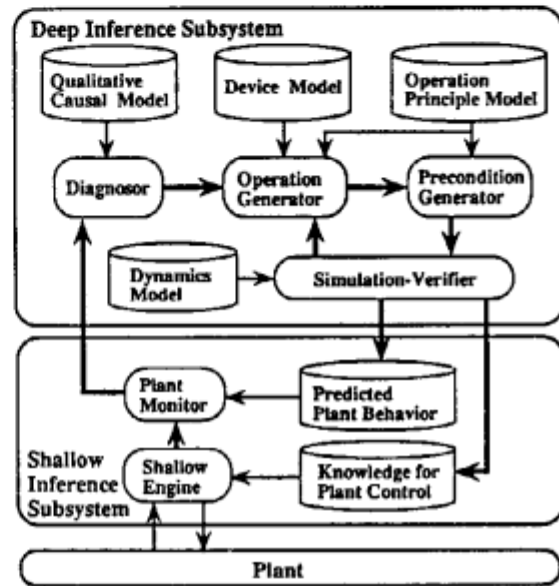 Deep Inference Subsystem
Qualitative
Causal Model
Device Model
Operation
Principle Model
Diagnosor
Operation
Generator
Precondition
Generator
Dynamics
Model
Simulation-Verifier
Plant
Monitor
Predicted
Plant Behavior
Shallow
Inference
Subsystem
Shallow
Engine
Knowledge for
Plant Control
Plant